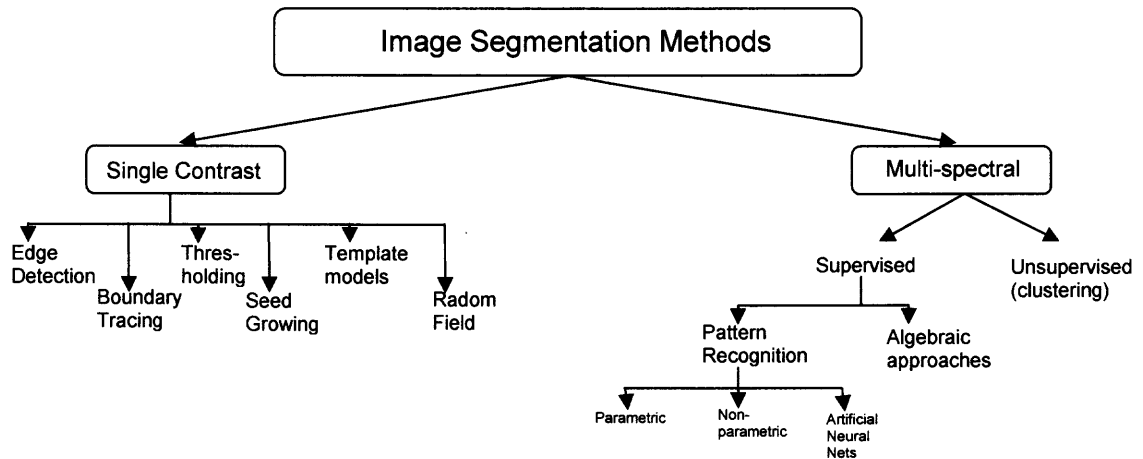 Image Segmentation Methods
Single Contrast
Multi-spectral
Edge
Detection
Boundary
Tracing
Thres-
holding
Seed
Growing
Template
models
Radom
Field
Supervised
Unsupervised
(clustering)
Pattern
Recognition
Algebraic
approaches
Parametric
Non-
parametric
Artificial
Neural
Nets